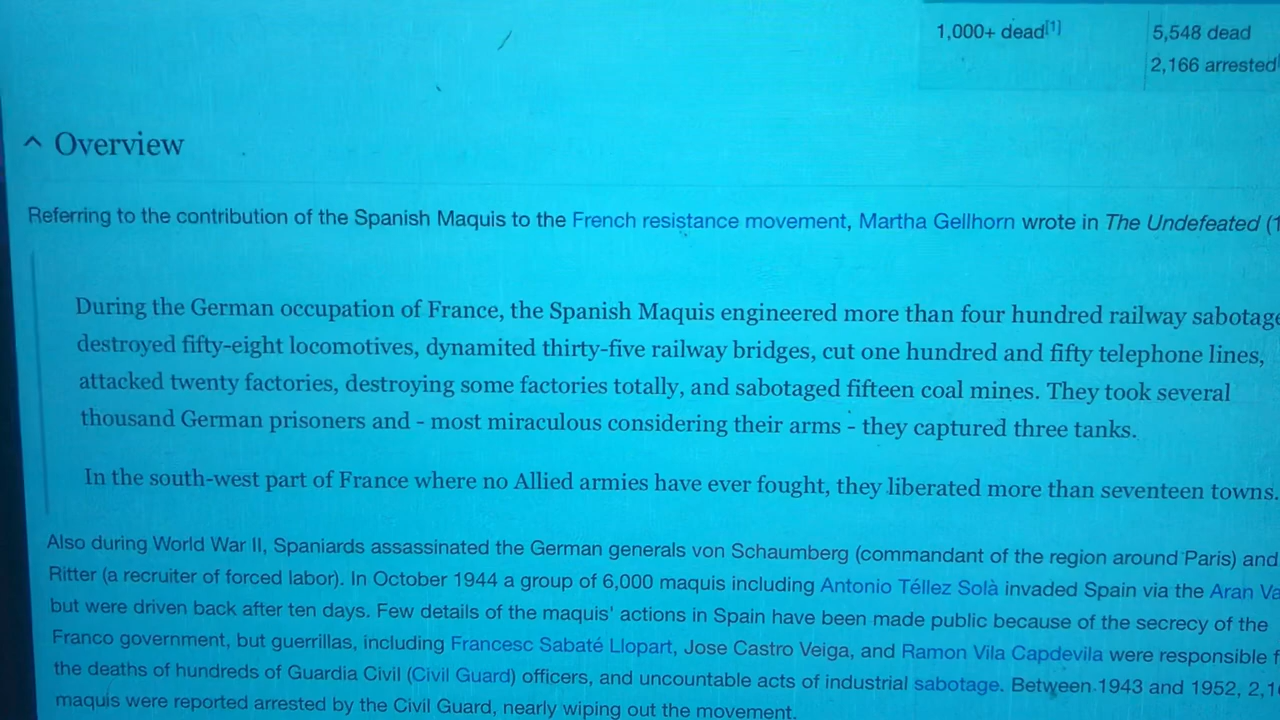 1,000+ dead[1] 5,548 dead
2,166 arrested
Overview
Referring to the contribution of the Spanish Maquis to the French resistance movement, Martha Gellhorn wrote in The Undefeated (1
During the German occupation of France, the Spanish Maquis engineered more than four hundred railway sabotage
destroyed fifty-eight locomotives, dynamited thirty-five railway bridges, cut one hundred and fifty telephone lines,
attacked twenty factories, destroying some factories totally, and sabotaged fifteen coal mines. They took several
thousand German prisoners and - most miraculous considering their arms - they captured three tanks.
In the south-west part of France where no Allied armies have ever fought, they liberated more than seventeen towns.
Also during World War II, Spaniards assassinated the German generals von Schaumberg (commandant of the region around Paris) and
Ritter (a recruiter of forced labor). In October 1944 a group of 6,000 maquis including Antonio Téllez Solà invaded Spain via the Aran Va
but were driven back after ten days. Few details of the maquis' actions in Spain have been made public because of the secrecy of the
Franco government, but guerrillas, including Francesc Sabaté Llopart, Jose Castro Veiga, and Ramon Vila Capdevila were responsible f
the deaths of hundreds of Guardia Civil (Civil Guard) officers, and uncountable acts of industrial sabotage. Between 1943 and 1952, 2,1
maquis were reported arrested by the Civil Guard, nearly wiping out the movement.